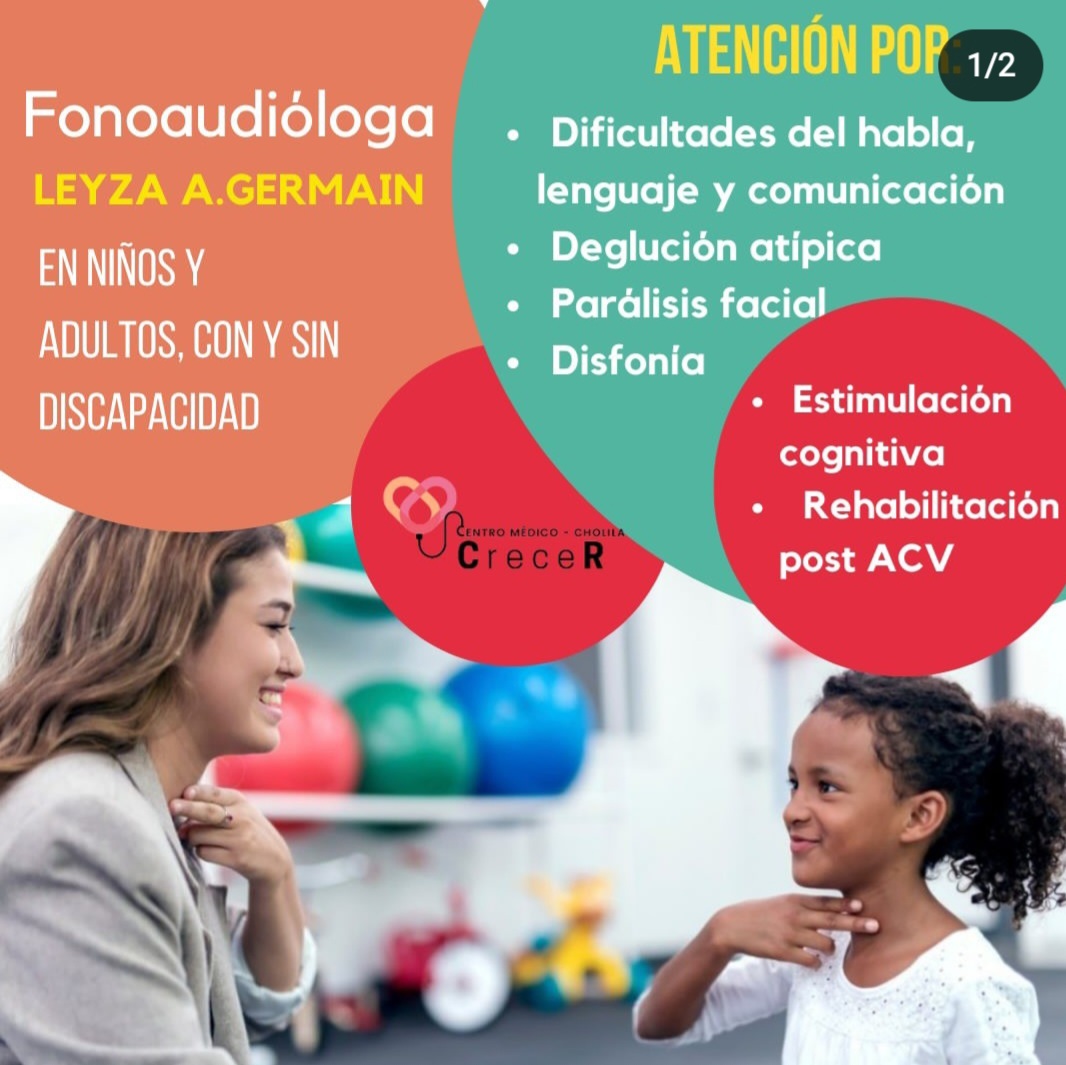 Fonoaudióloga
LEYZA A.GERMAIN
EN NIÑOS Y
ADULTOS, CON Y SIN
DISCAPACIDAD
ATENCIÓN POR:
1/2
• Dificultades del habla,
lenguaje y comunicación
• Deglución atípica
• Parálisis facial
• Disfonía
• Estimulación
cognitiva
• Rehabilitación
post ACV
CENTRO MÉDICO - CHOLILA
CreceR